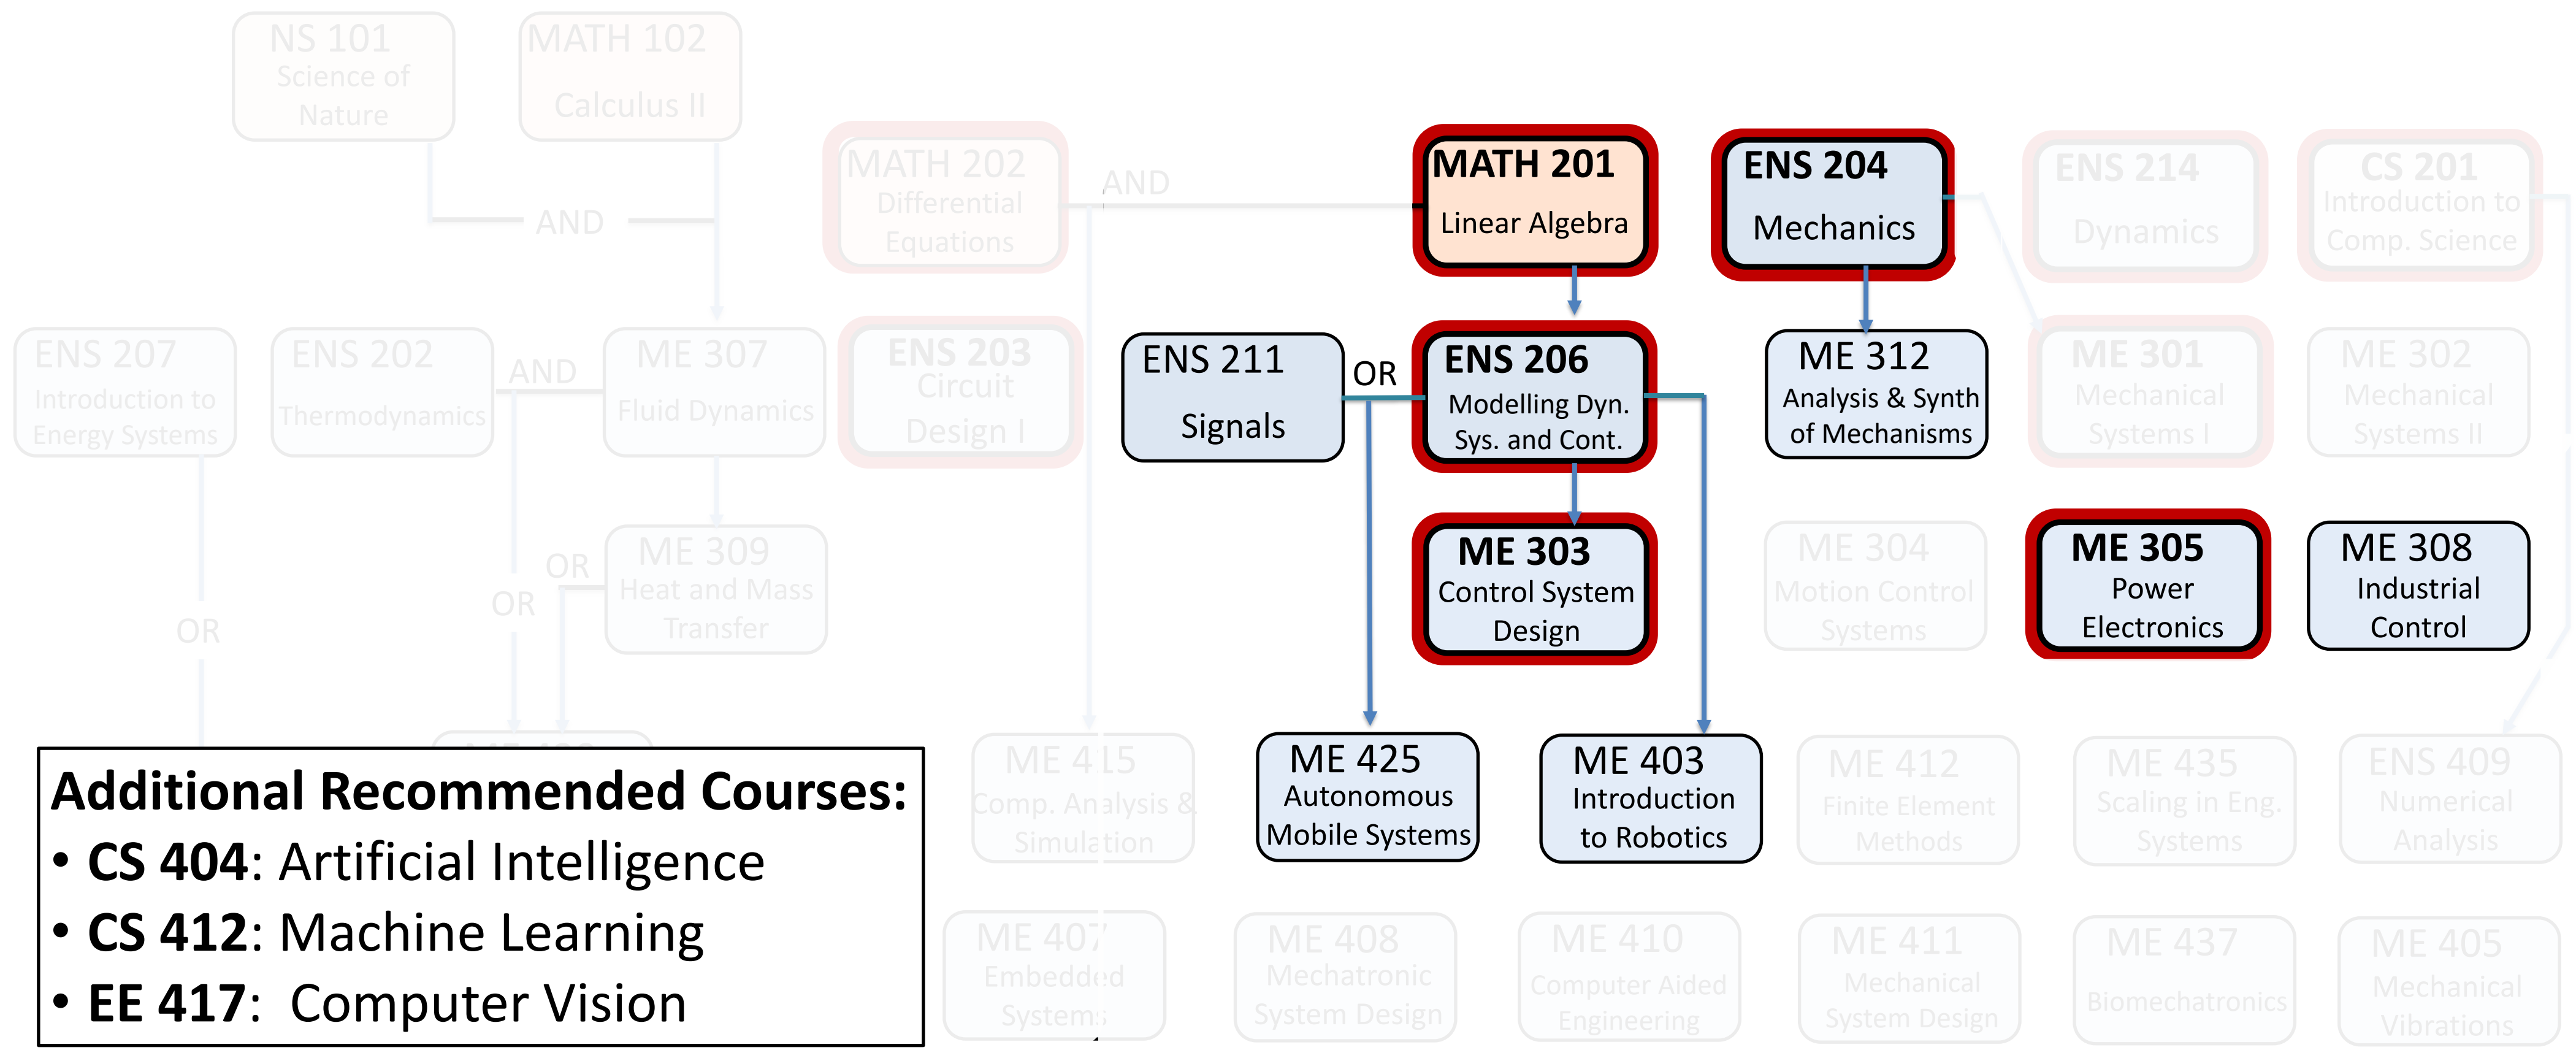 NS 101
Science of
Nature
MATH 102
Calculus II
AND
MATH 202
Differential
Equations
AND
MATH 201
Linear Algebra
ENS 204
Mechanics
ENS 214
Dynamics
CS 201
Introduction to
Comp. Science
ENS 207
Introduction to
Energy Systems
ENS 202
Thermodynamics
AND
ME 307
Fluid Dynamics
ENS 203
Circuit
Design I
ENS 211
Signals
OR
ENS 206
Modelling Dyn.
Sys. and Cont.
ME 312
Analysis & Synth
of Mechanisms
ME 301
Mechanical
Systems I
ME 302
Mechanical
Systems II
OR
OR
OR
ME 309
Heat and Mass
Transfer
ME 303
Control System
Design
ME 304
Motion Control
Systems
ME 305
Power
Electronics
ME 308
Industrial
Control
Additional Recommended Courses:
• CS 404: Artificial Intelligence
• CS 412: Machine Learning
• EE 417: Computer Vision
ME 415
Comp. Analysis &
Simulation
ME 425
Autonomous
Mobile Systems
ME 403
Introduction
to Robotics
ME 412
Finite Element
Methods
ME 435
Scaling in Eng.
Systems
ENS 409
Numerical
Analysis
ME 407
Embedded
Systems
ME 408
Mechatronic
System Design
ME 410
Computer Aided
Engineering
ME 411
Mechanical
System Design
ME 437
Biomechatronics
ME 405
Mechanical
Vibrations